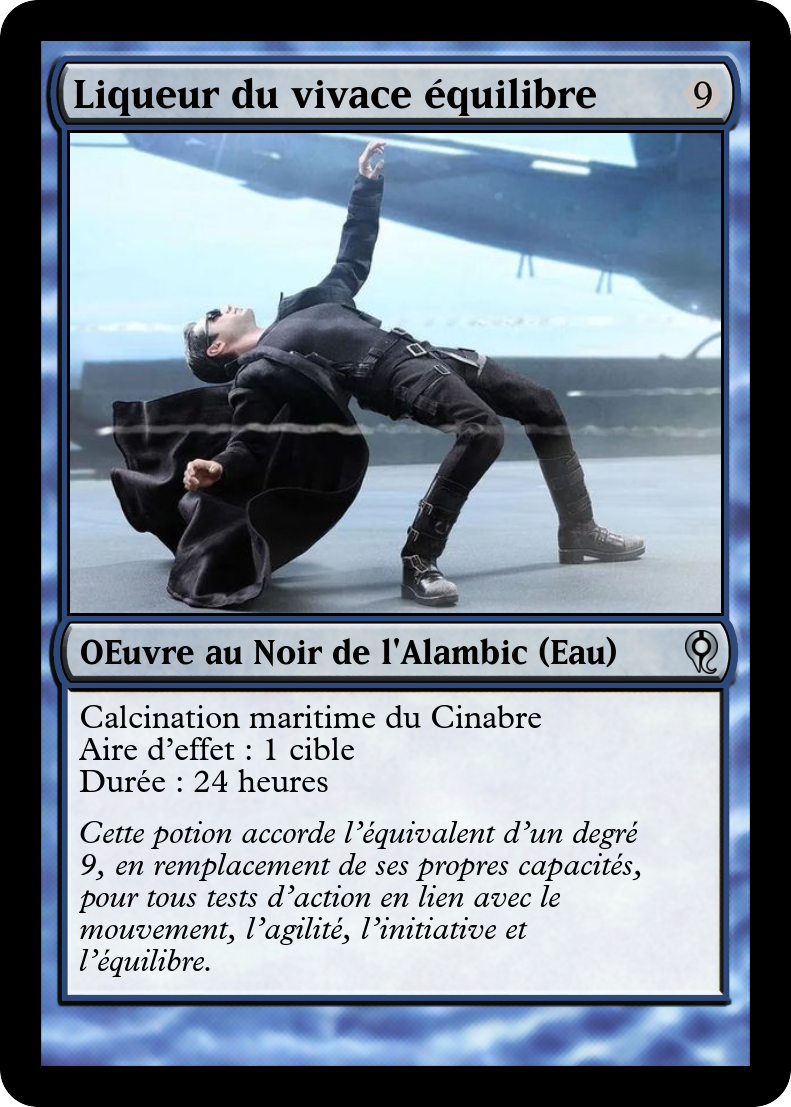 Liqueur du vivace équilibre
9
OEuvre au Noir de l'Alambic (Eau)
Calcination maritime du Cinabre
Aire d’effet : 1 cible
Durée : 24 heures
Cette potion accorde l’équivalent d’un degré
9, en remplacement de ses propres capacités,
pour tous tests d’action en lien avec le
mouvement, l’agilité, l’initiative et
l’équilibre.